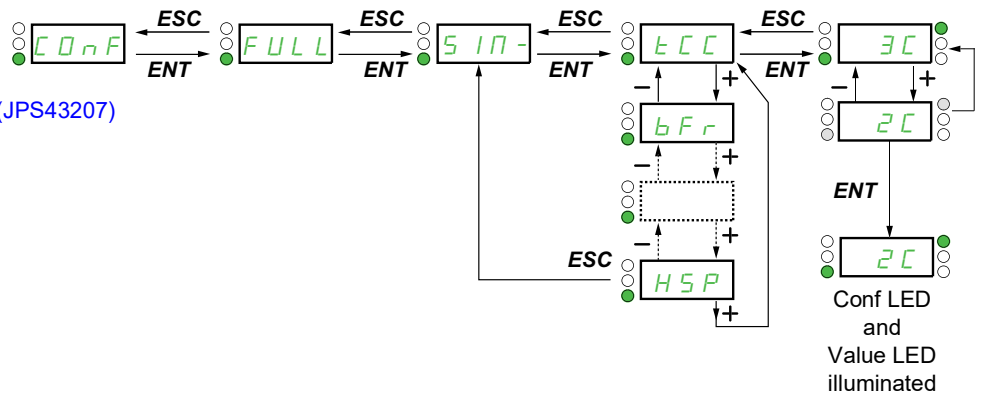 ESC ESC ESC ESC
COnF FULL SIM- tCC 3C
ENT ENT ENT ENT
(JPS43207)
- + - +
bFr 2C
- +
ENT
- +
ESC
HSP 2C
+
Conf LED
and
Value LED
illuminated